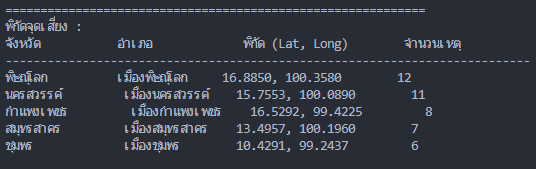 ============================================================
พิกัดจุดเสี่ยง :
จังหวัด อำเภอ พิกัด (Lat, Long) จำนวนเหตุ
---------------------------------------------------------------------------
พิษณุโลก เมืองพิษณุโลก 16.8850, 100.3580 12
นครสวรรค์ เมืองนครสวรรค์ 15.7553, 100.0890 11
กำแพงเพชร เมืองกำแพงเพชร 16.5292, 99.4225 8
สมุทรสาคร เมืองสมุทรสาคร 13.4957, 100.1960 7
ชุมพร เมืองชุมพร 10.4291, 99.2437 6